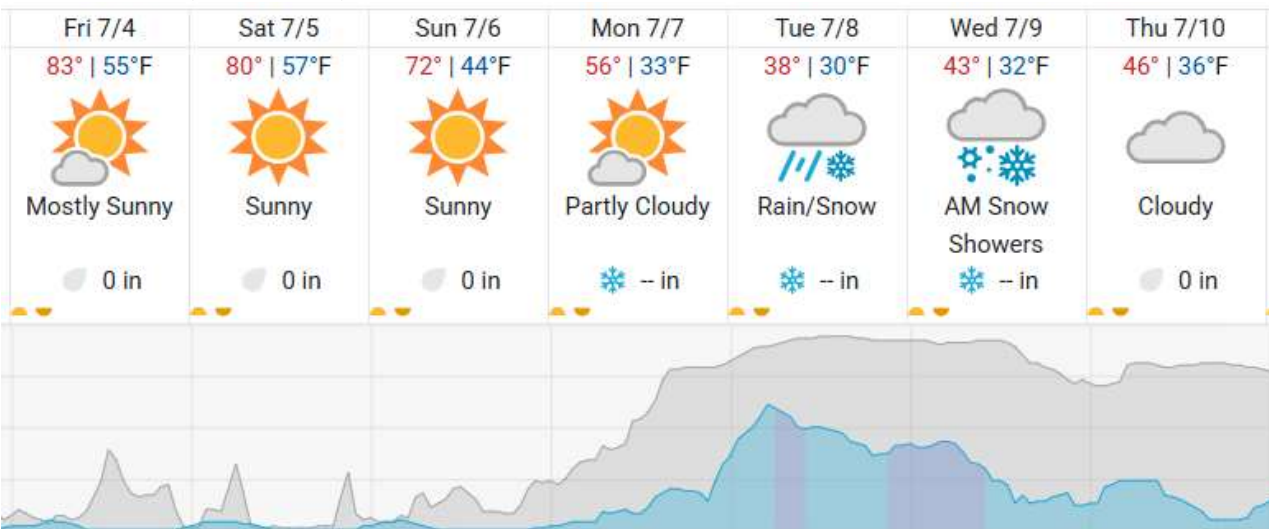 Fri 7/4 Sat 7/5 Sun 7/6 Mon 7/7 Tue 7/8 Wed 7/9 Thu 7/10
83° | 55°F 80° | 57°F 72° | 44°F 56° | 33°F 38° | 30°F 43° | 32°F 46° | 36°F
Mostly Sunny Sunny Sunny Partly Cloudy Rain/Snow AM Snow Cloudy
Showers
0 in 0 in 0 in -- in -- in -- in 0 in